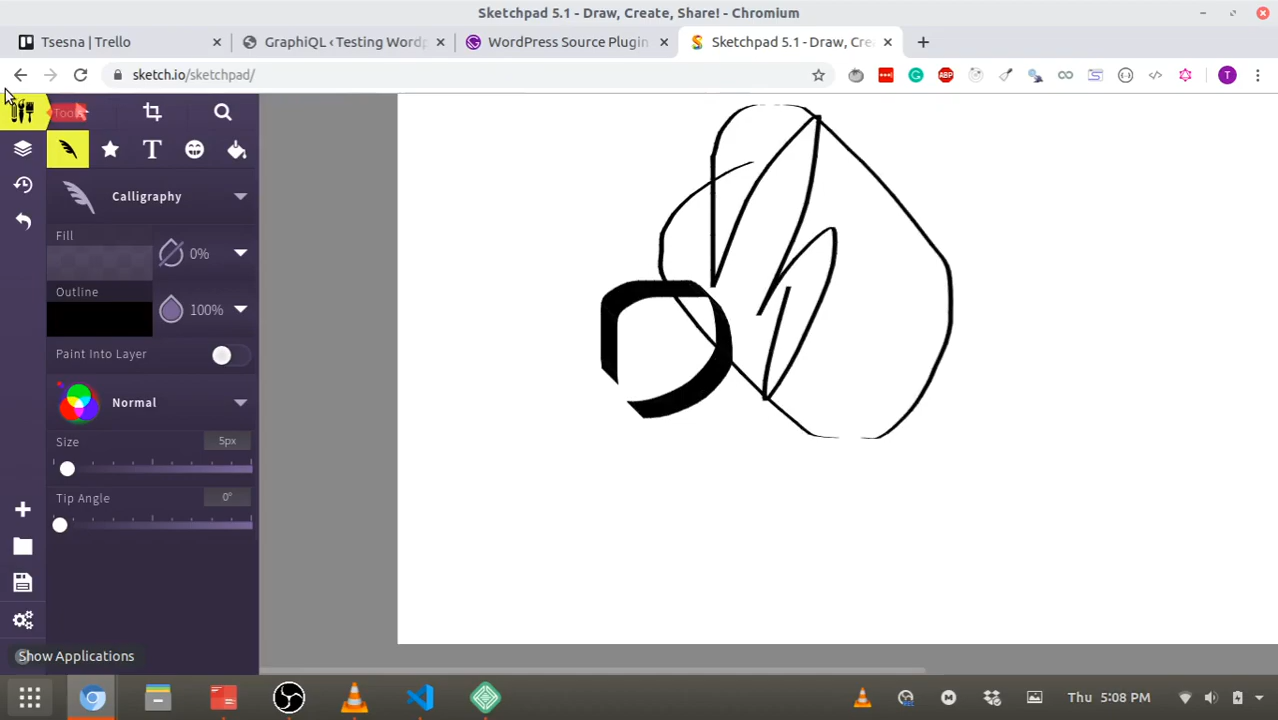 Sketchpad 5.1 - Draw, Create, Share! - Chromium
Tsesna | Trello
GraphiQL ‹ Testing Wordp
WordPress Source Plugin
Sketchpad 5.1 - Draw, Cre
sketch.io/sketchpad/
ABP
T
Tools
T
Calligraphy
Fill
0%
Outline
100%
Paint Into Layer
Normal
Size
5px
Tip Angle
0°
Show Applications
Thu 5:08 PM